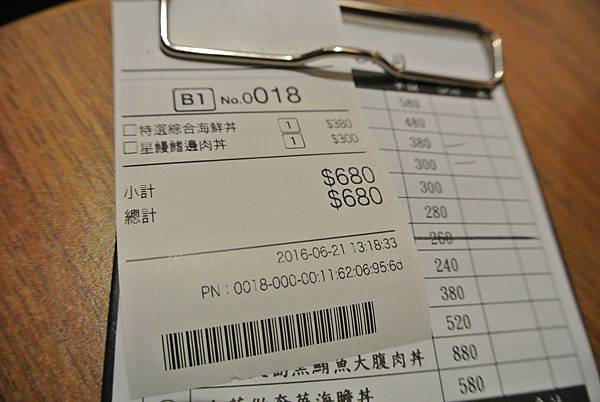 B1 No.0018
□特選綜合海鮮丼 1 $380
□星鰻鰭邊肉丼 1 $300
小計 $680
總計 $680
2016-06-21 13:18:33
PN：0018-000-00:11:62:06:95:6d
580
480
380
300
300
280
260
240
380
520
鮪魚大腹肉丼 880
海膽丼 580